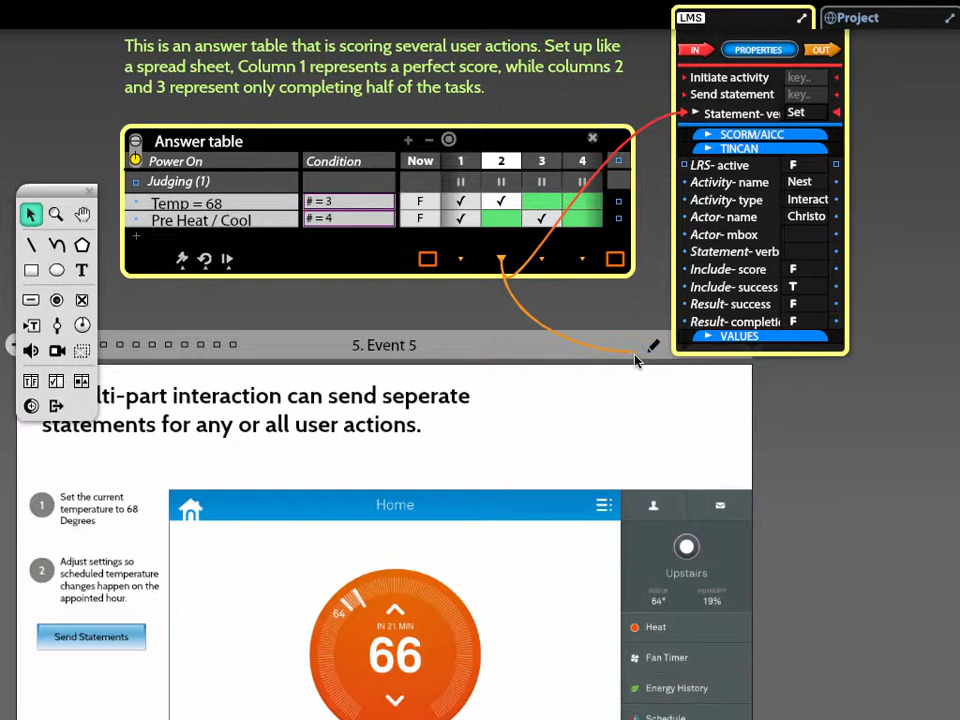 LMS
Project
This is an answer table that is scoring several user actions. Set up like
a spread sheet, Column 1 represents a perfect score, while columns 2
and 3 represent only completing half of the tasks.
IN PROPERTIES OUT
Initiate activity key..
Send statement key..
Statement- ver Set
SCORM/AICC
TINCAN
LRS- active F
Activity- name Nest
Activity- type Interact
Actor- name Christo
Actor- mbox
Statement- verb
Include- score F
Include- success T
Result- success F
Result- completi F
VALUES
Answer table
Power On Condition Now 1 2 3 4
Judging (1)
Temp = 68 # = 3 F ✓ ✓
Pre Heat / Cool # = 4 F ✓ ✓
T
T
TF
5. Event 5
lti-part interaction can send seperate
statements for any or all user actions.
1 Set the current
temperature to 68
Degrees
2 Adjust settings so
scheduled temperature
changes happen on the
appointed hour.
Send Statements
Home
64
IN 21 MIN
66
Upstairs
INSIDE HUMIDITY
64° 19%
Heat
Fan Timer
Energy History
Schedule